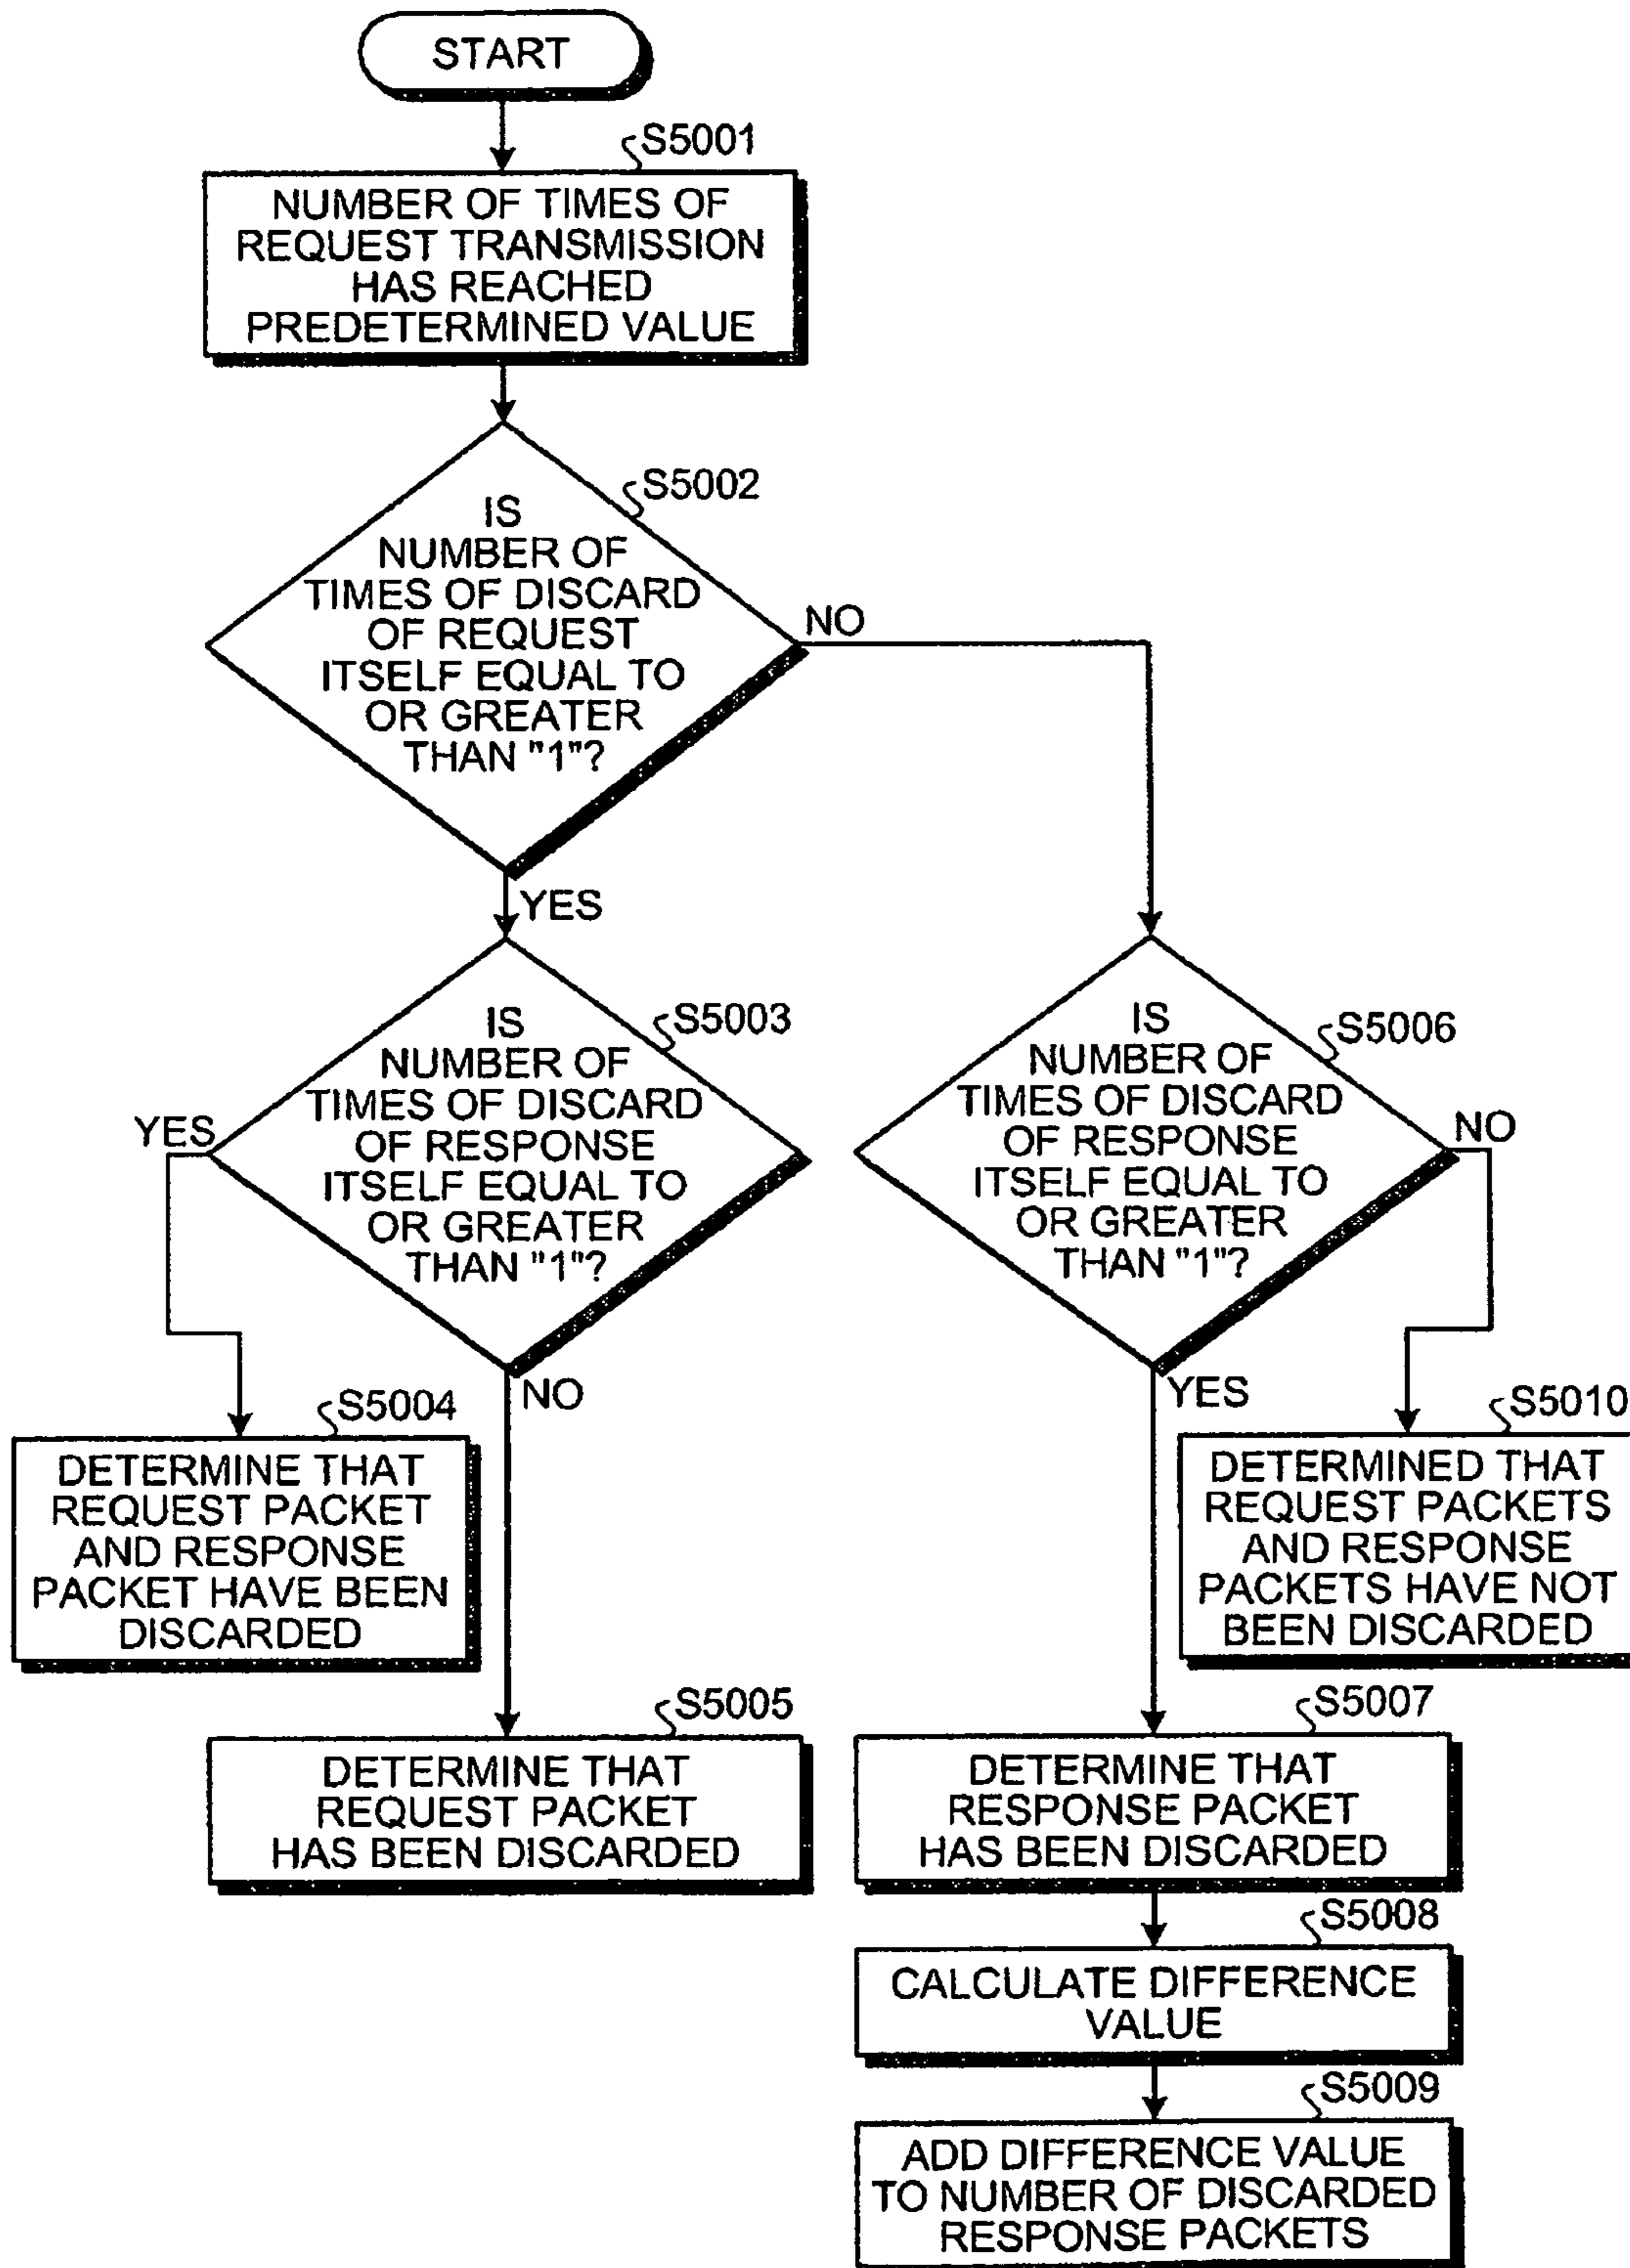 START
S5001
NUMBER OF TIMES OF
REQUEST TRANSMISSION
HAS REACHED
PREDETERMINED VALUE
S5002
IS
NUMBER OF
TIMES OF DISCARD
OF REQUEST
ITSELF EQUAL TO
OR GREATER
THAN "1"?
NO
YES
S5003
IS
NUMBER OF
TIMES OF DISCARD
OF RESPONSE
ITSELF EQUAL TO
OR GREATER
THAN "1"?
YES
NO
S5004
DETERMINE THAT
REQUEST PACKET
AND RESPONSE
PACKET HAVE BEEN
DISCARDED
S5005
DETERMINE THAT
REQUEST PACKET
HAS BEEN DISCARDED
S5006
IS
NUMBER OF
TIMES OF DISCARD
OF RESPONSE
ITSELF EQUAL TO
OR GREATER
THAN "1"?
NO
YES
S5010
DETERMINED THAT
REQUEST PACKETS
AND RESPONSE
PACKETS HAVE NOT
BEEN DISCARDED
S5007
DETERMINE THAT
RESPONSE PACKET
HAS BEEN DISCARDED
S5008
CALCULATE DIFFERENCE
VALUE
S5009
ADD DIFFERENCE VALUE
TO NUMBER OF DISCARDED
RESPONSE PACKETS